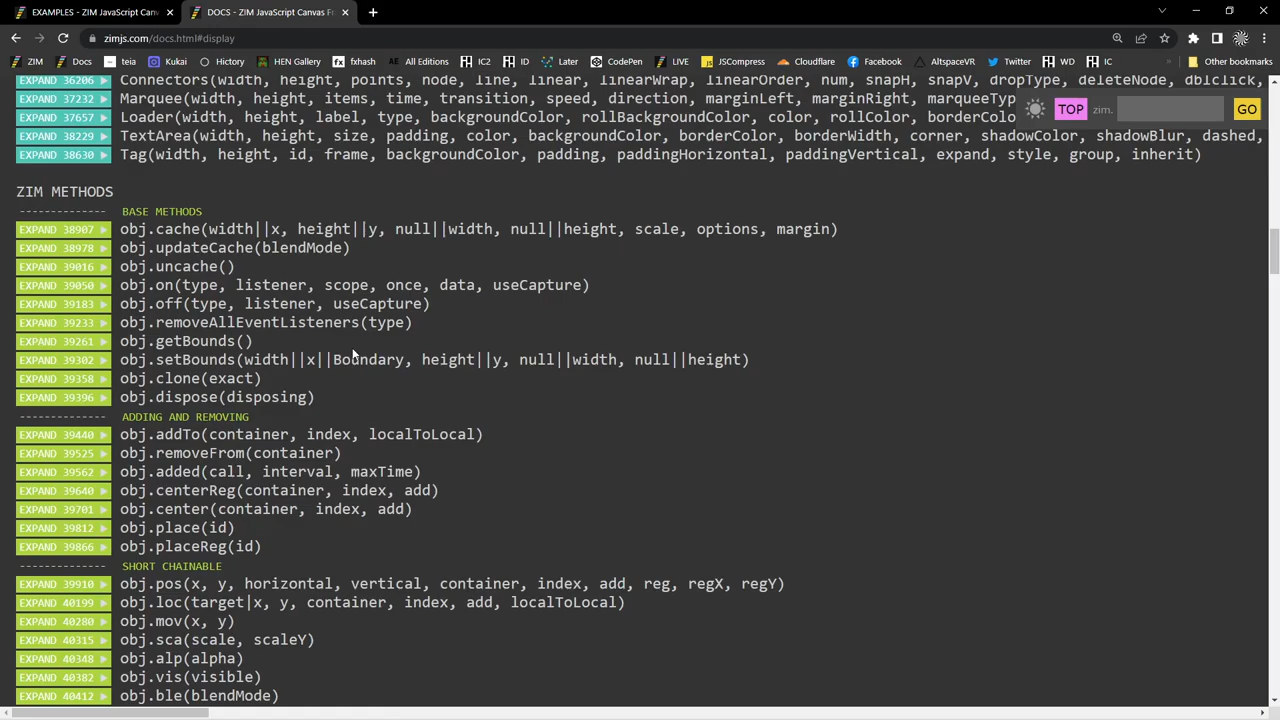 EXAMPLES - ZIM JavaScript Canv
DOCS - ZIM JavaScript Canvas F
zimjs.com/docs.html#display
ZIM Docs teia Kukai Hictory HEN Gallery fxhash All Editions IC2 ID Later CodePen LIVE JSCompress Cloudflare Facebook AltspaceVR Twitter WD IC » Other bookmarks
EXPAND 36206 Connectors(width, height, points, node, line, linear, linearWrap, linearOrder, num, snapH, snapV, dropType, deleteNode, dblclick,
EXPAND 37232 Marquee(width, height, items, time, transition, speed, direction, marginLeft, marginRight, marqueeTyp
TOP zim. GO
EXPAND 37657 Loader(width, height, label, type, backgroundColor, rollBackgroundColor, color, rollColor, borderColo
EXPAND 38229 TextArea(width, height, size, padding, color, backgroundColor, borderColor, borderWidth, corner, shadowColor, shadowBlur, dashed,
EXPAND 38630 Tag(width, height, id, frame, backgroundColor, padding, paddingHorizontal, paddingVertical, expand, style, group, inherit)
ZIM METHODS
-------------- BASE METHODS
EXPAND 38907 obj.cache(width||x, height||y, null||width, null||height, scale, options, margin)
EXPAND 38978 obj.updateCache(blendMode)
EXPAND 39016 obj.uncache()
EXPAND 39050 obj.on(type, listener, scope, once, data, useCapture)
EXPAND 39183 obj.off(type, listener, useCapture)
EXPAND 39233 obj.removeAllEventListeners(type)
EXPAND 39261 obj.getBounds()
EXPAND 39302 obj.setBounds(width||x||Boundary, height||y, null||width, null||height)
EXPAND 39358 obj.clone(exact)
EXPAND 39396 obj.dispose(disposing)
-------------- ADDING AND REMOVING
EXPAND 39440 obj.addTo(container, index, localToLocal)
EXPAND 39525 obj.removeFrom(container)
EXPAND 39562 obj.added(call, interval, maxTime)
EXPAND 39640 obj.centerReg(container, index, add)
EXPAND 39701 obj.center(container, index, add)
EXPAND 39812 obj.place(id)
EXPAND 39866 obj.placeReg(id)
-------------- SHORT CHAINABLE
EXPAND 39910 obj.pos(x, y, horizontal, vertical, container, index, add, reg, regX, regY)
EXPAND 40199 obj.loc(target|x, y, container, index, add, localToLocal)
EXPAND 40280 obj.mov(x, y)
EXPAND 40315 obj.sca(scale, scaleY)
EXPAND 40348 obj.alp(alpha)
EXPAND 40382 obj.vis(visible)
EXPAND 40412 obj.ble(blendMode)